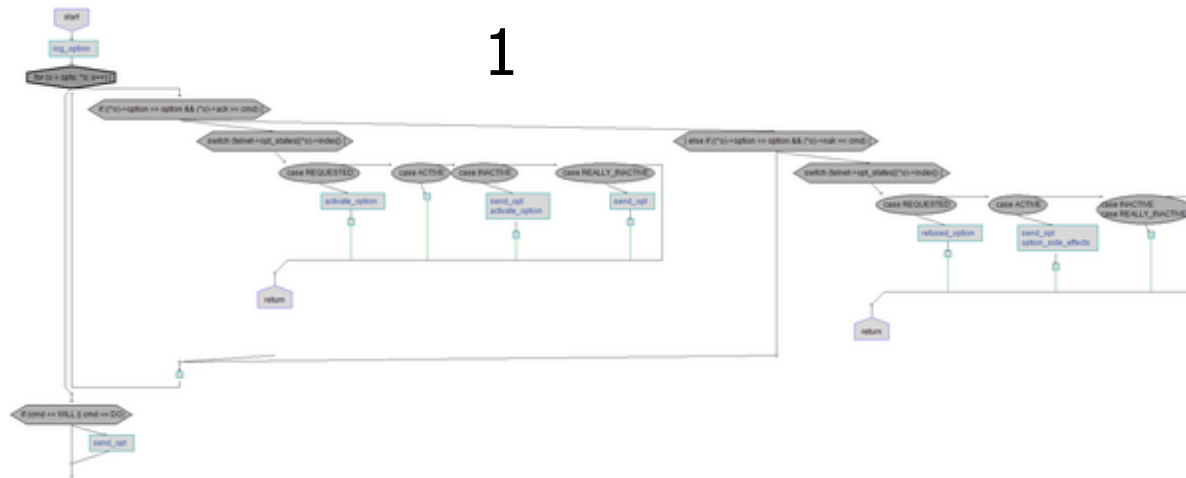 start
1
log_option
for (o = opts; *o; o++) {
if ((*o)->option == option && (*o)->ack == cmd) {
switch (telnet->opt_states[(*o)->index]) {
case REQUESTED
case ACTIVE
case INACTIVE
case REALLY_INACTIVE
activate_option
send_opt
activate_option
send_opt
return
} else if ((*o)->option == option && (*o)->nak == cmd) {
switch (telnet->opt_states[(*o)->index]) {
case REQUESTED
case ACTIVE
case INACTIVE
case REALLY_INACTIVE
refused_option
send_opt
option_side_effects
return
if (cmd == WILL || cmd == DO)
send_opt